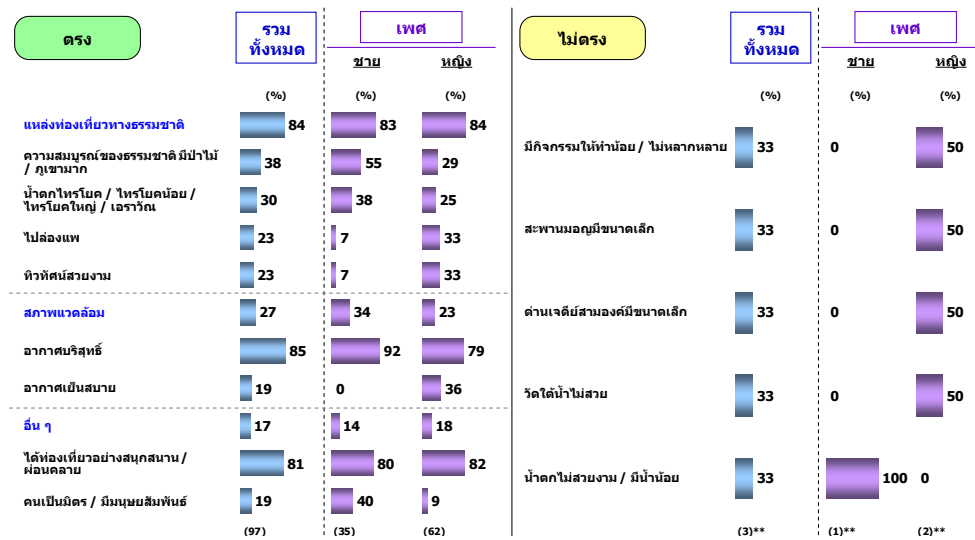 ตรง
รวม
ทั้งหมด
เพศ
ชาย
หญิง
(%)
(%)
(%)
แหล่งท่องเที่ยวทางธรรมชาติ
84
83
84
ความสมบูรณ์ของธรรมชาติ มีป่าไม้
/ ภูเขามาก
38
55
29
น้ำตกไทรโยค / ไทรโยคน้อย /
ไทรโยคใหญ่ / เอราวัณ
30
38
25
ไปล่องแพ
23
7
33
ทิวทัศน์สวยงาม
23
7
33
สภาพแวดล้อม
27
34
23
อากาศบริสุทธิ์
85
92
79
อากาศเย็นสบาย
19
0
36
อื่น ๆ
17
14
18
ได้ท่องเที่ยวอย่างสนุกสนาน /
ผ่อนคลาย
81
80
82
คนเป็นมิตร / มีมนุษยสัมพันธ์
19
40
9
(97)
(35)
(62)
ไม่ตรง
รวม
ทั้งหมด
เพศ
ชาย
หญิง
(%)
(%)
(%)
มีกิจกรรมให้ทำน้อย / ไม่หลากหลาย
33
0
50
สะพานมอญมีขนาดเล็ก
33
0
50
ด่านเจดีย์สามองค์มีขนาดเล็ก
33
0
50
วัดใต้น้ำไม่สวย
33
0
50
น้ำตกไม่สวยงาม / มีน้ำน้อย
33
100
0
(3)**
(1)**
(2)**